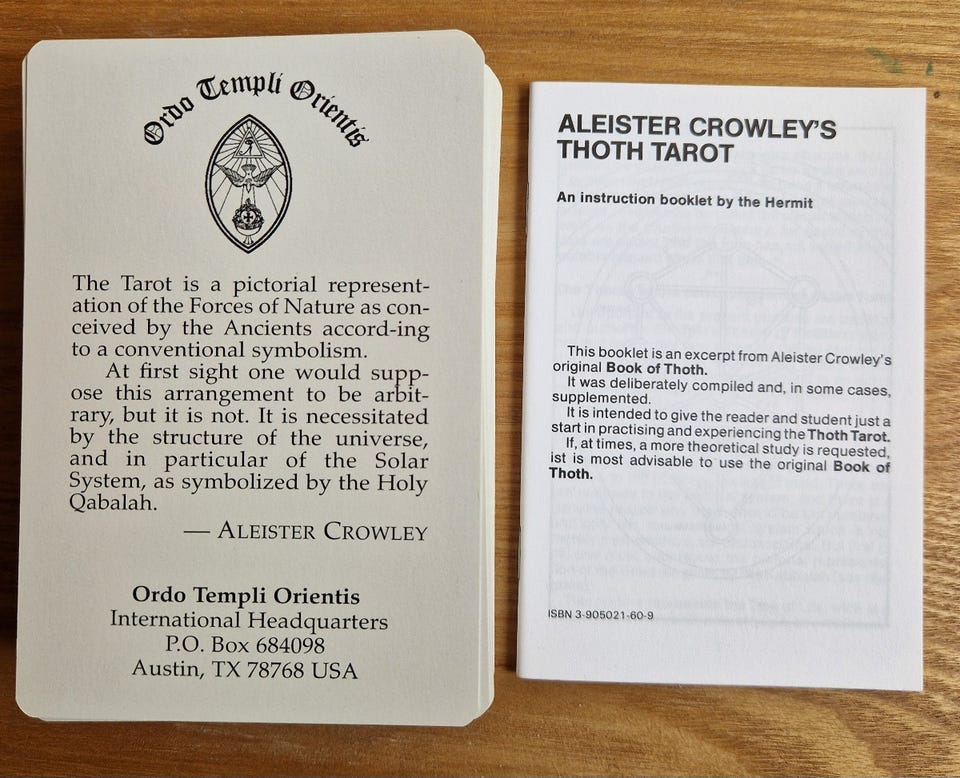 Ordo Templi Orientis
The Tarot is a pictorial represent-
ation of the Forces of Nature as con-
ceived by the Ancients accord-ing
to a conventional symbolism.
At first sight one would supp-
ose this arrangement to be arbit-
rary, but it is not. It is necessitated
by the structure of the universe,
and in particular of the Solar
System, as symbolized by the Holy
Qabalah.
— ALEISTER CROWLEY
Ordo Templi Orientis
International Headquarters
P.O. Box 684098
Austin, TX 78768 USA
ALEISTER CROWLEY'S
THOTH TAROT
An instruction booklet by the Hermit
This booklet is an excerpt from Aleister Crowley's
original Book of Thoth.
It was deliberately compiled and, in some cases,
supplemented.
It is intended to give the reader and student just a
start in practising and experiencing the Thoth Tarot.
If, at times, a more theoretical study is requested,
ist is most advisable to use the original Book of
Thoth.
ISBN 3-905021-60-9